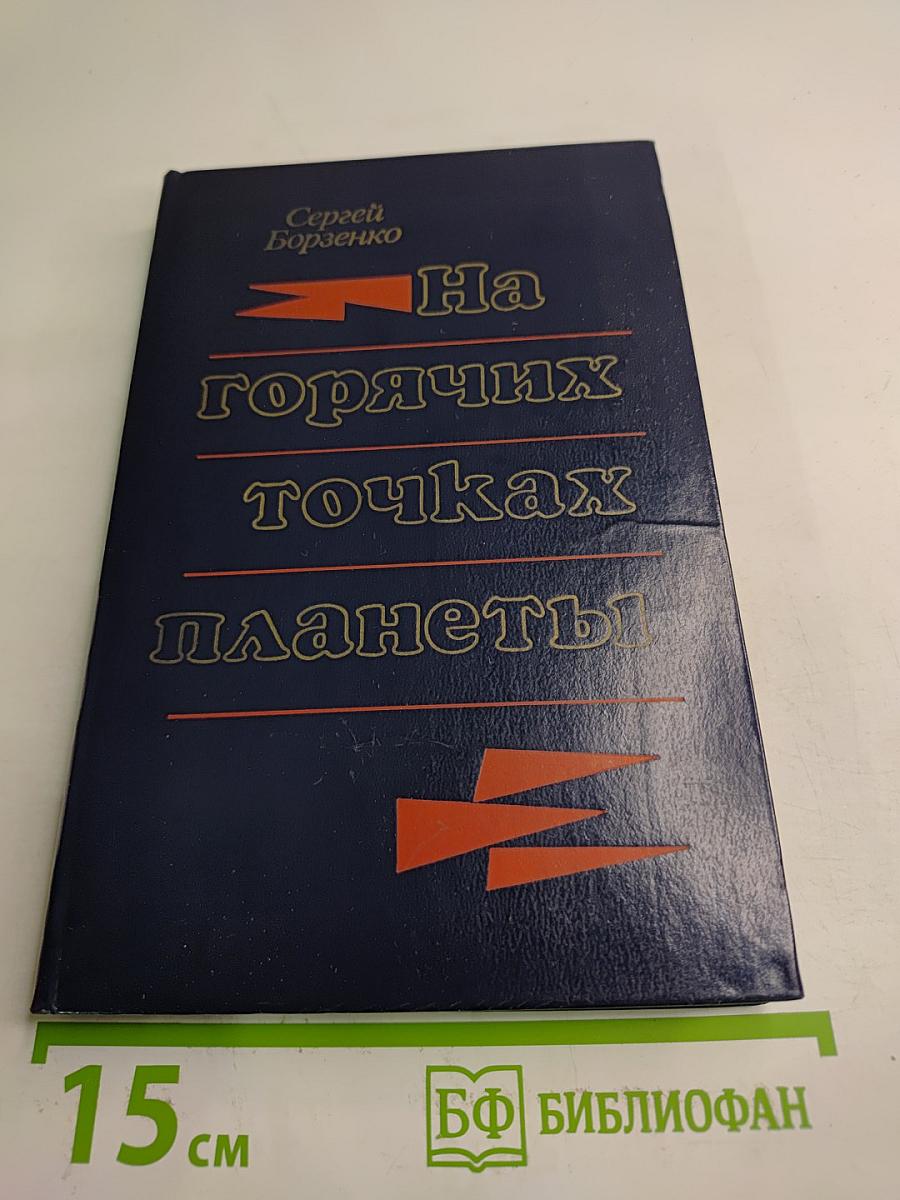 Сергей
Борзенко
На
горячих
точках
планеты
15 см
БФ БИБЛИОФАН